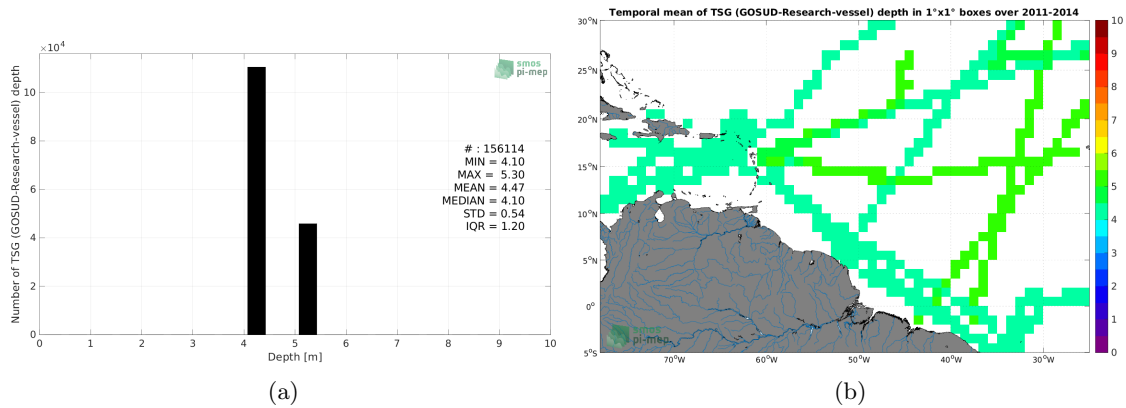 ×10⁴
10
8
6
4
2
0
Number of TSG (GOSUD-Research-vessel) depth
smos
pi-mep
# : 156114
MIN = 4.10
MAX = 5.30
MEAN = 4.47
MEDIAN = 4.10
STD = 0.54
IQR = 1.20
0 1 2 3 4 5 6 7 8 9 10
Depth [m]
(a)
Temporal mean of TSG (GOSUD-Research-vessel) depth in 1°x1° boxes over 2011-2014
30°N
25°N
20°N
15°N
10°N
5°N
0°
5°S
smos
pi-mep
70°W 60°W 50°W 40°W 30°W
10
9
8
7
6
5
4
3
2
1
0
(b)